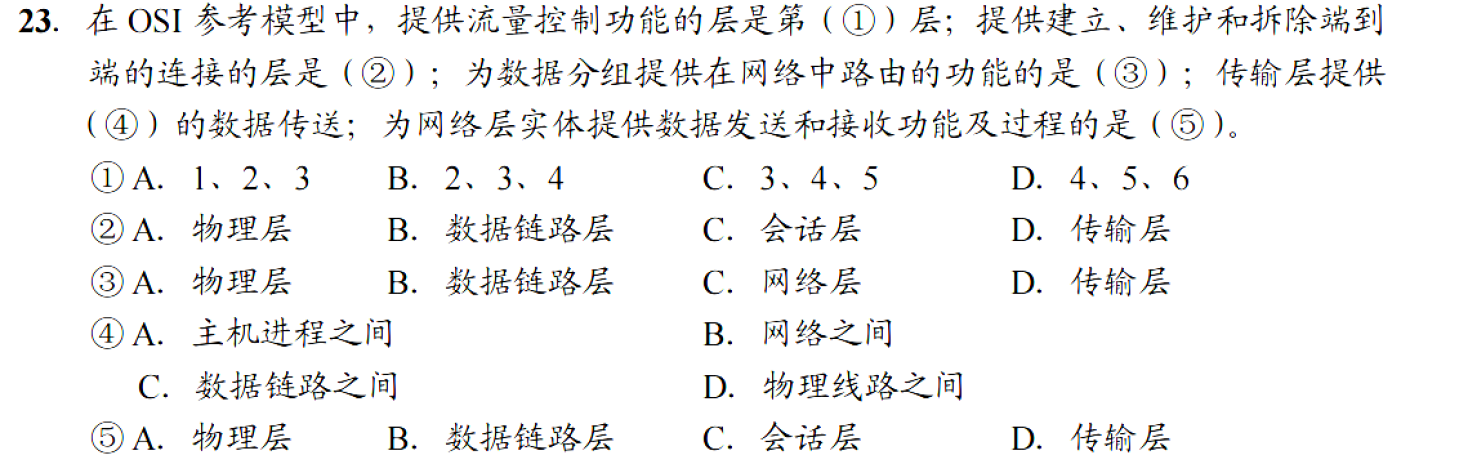 23. 在 OSI 参考模型中，提供流量控制功能的层是第（①）层；提供建立、维护和拆除端到
端的连接的层是（②）；为数据分组提供在网络中路由的功能的是（③）；传输层提供
（④）的数据传送；为网络层实体提供数据发送和接收功能及过程的是（⑤）。
① A. 1、2、3 B. 2、3、4 C. 3、4、5 D. 4、5、6
② A. 物理层 B. 数据链路层 C. 会话层 D. 传输层
③ A. 物理层 B. 数据链路层 C. 网络层 D. 传输层
④ A. 主机进程之间 B. 网络之间
C. 数据链路之间 D. 物理线路之间
⑤ A. 物理层 B. 数据链路层 C. 会话层 D. 传输层